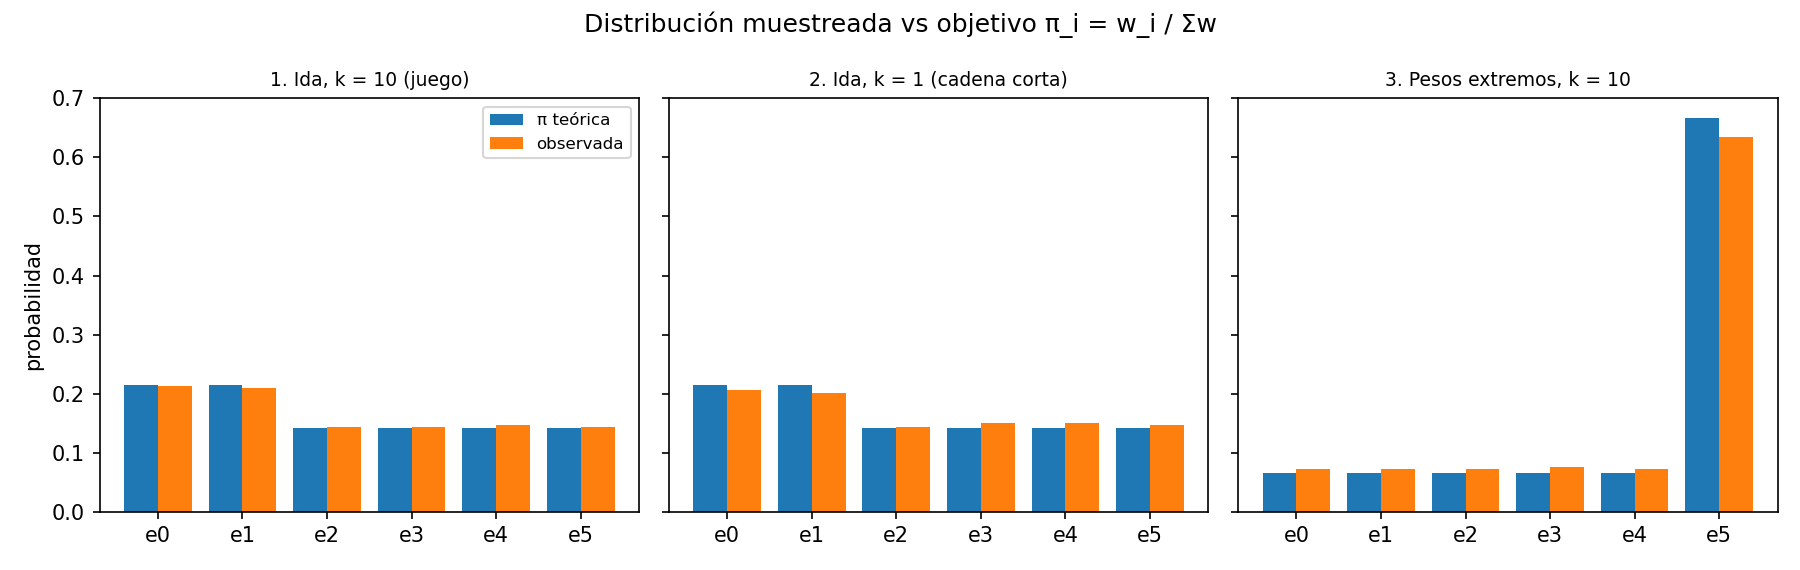 Distribución muestreada vs objetivo π_i = w_i / Σw
1. Ida, k = 10 (juego)
2. Ida, k = 1 (cadena corta)
3. Pesos extremos, k = 10
π teórica
observada
probabilidad
0.7
0.6
0.5
0.4
0.3
0.2
0.1
0.0
e0 e1 e2 e3 e4 e5
e0 e1 e2 e3 e4 e5
e0 e1 e2 e3 e4 e5